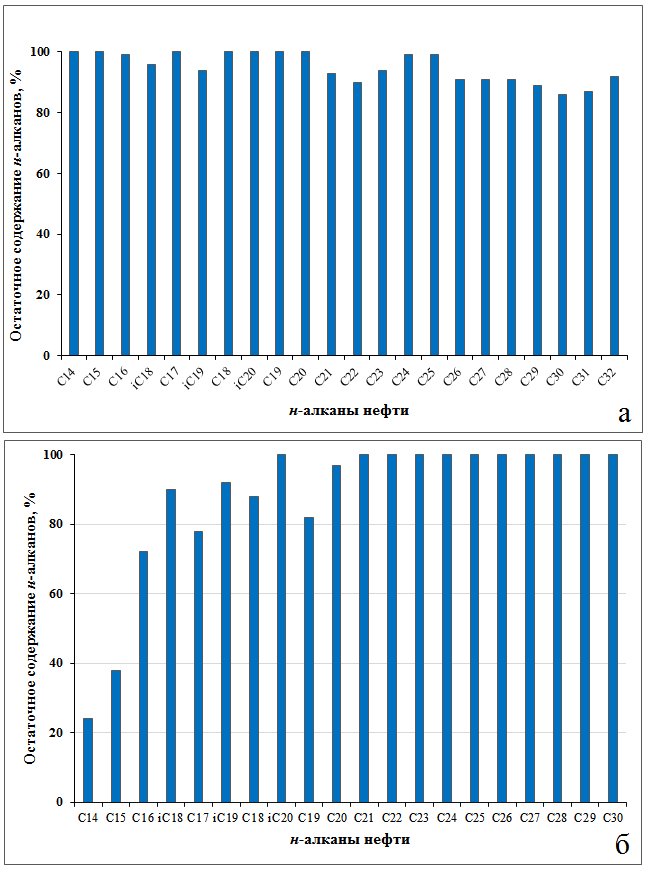 Остаточное содержание н-алканов, %
100
80
60
40
20
0
C14 C15 C16 iC18 C17 iC19 C18 iC20 C19 C20 C21 C22 C23 C24 C25 C26 C27 C28 C29 C30 C31 C32
н-алканы нефти
а
Остаточное содержание н-алканов, %
100
80
60
40
20
0
C14 C15 C16 iC18 C17 iC19 C18 iC20 C19 C20 C21 C22 C23 C24 C25 C26 C27 C28 C29 C30
н-алканы нефти
б